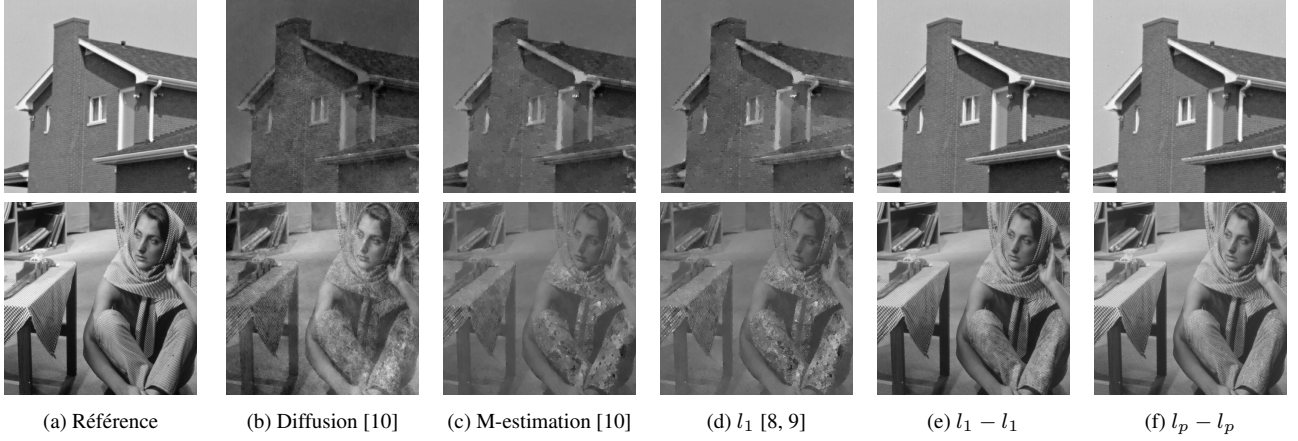 (a) Référence
(b) Diffusion [10]
(c) M-estimation [10]
(d) l₁ [8, 9]
(e) l₁ − l₁
(f) lₚ − lₚ